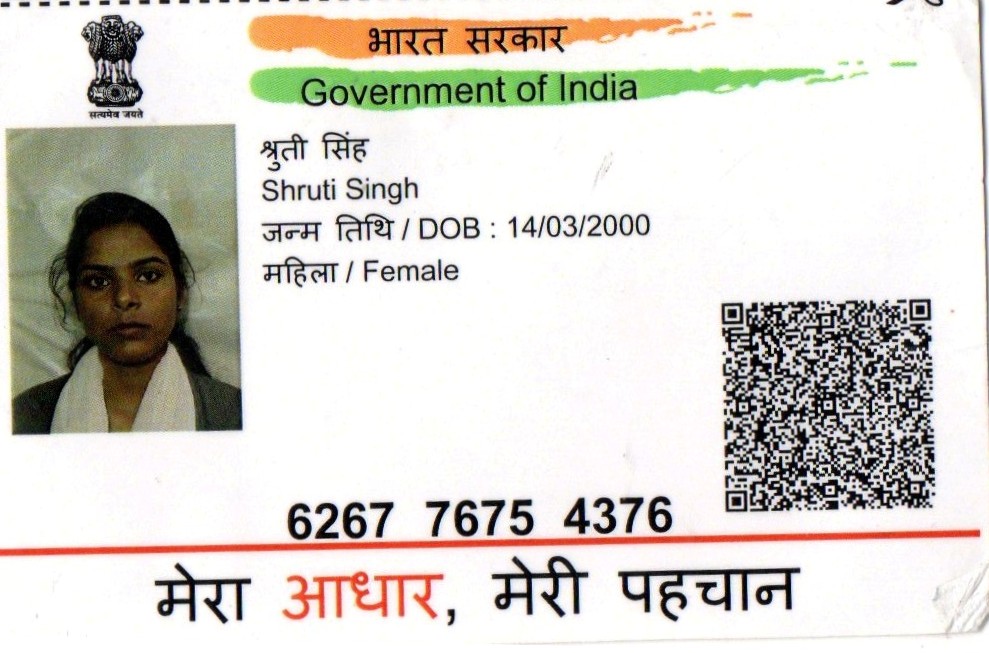 भारत सरकार
Government of India
सत्यमेव जयते
श्रुती सिंह
Shruti Singh
जन्म तिथि / DOB : 14/03/2000
महिला / Female
6267 7675 4376
मेरा आधार, मेरी पहचान